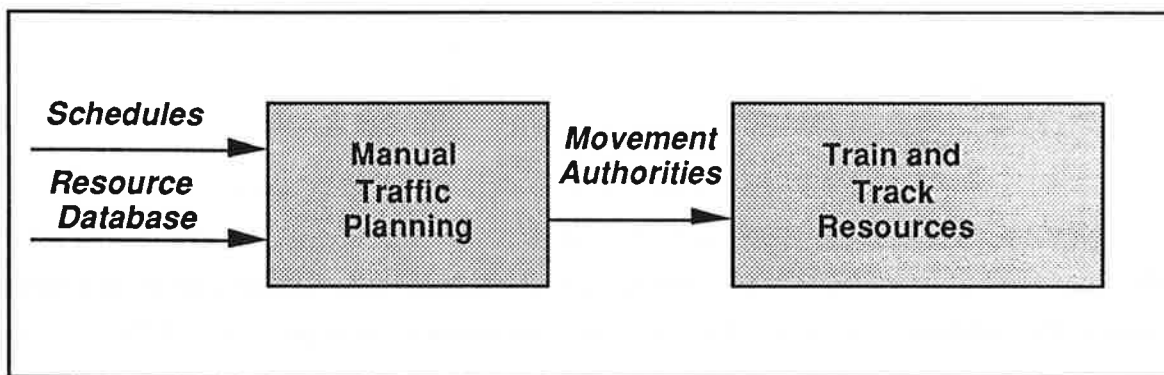 Schedules
Resource
Database
Manual
Traffic
Planning
Movement
Authorities
Train and
Track
Resources